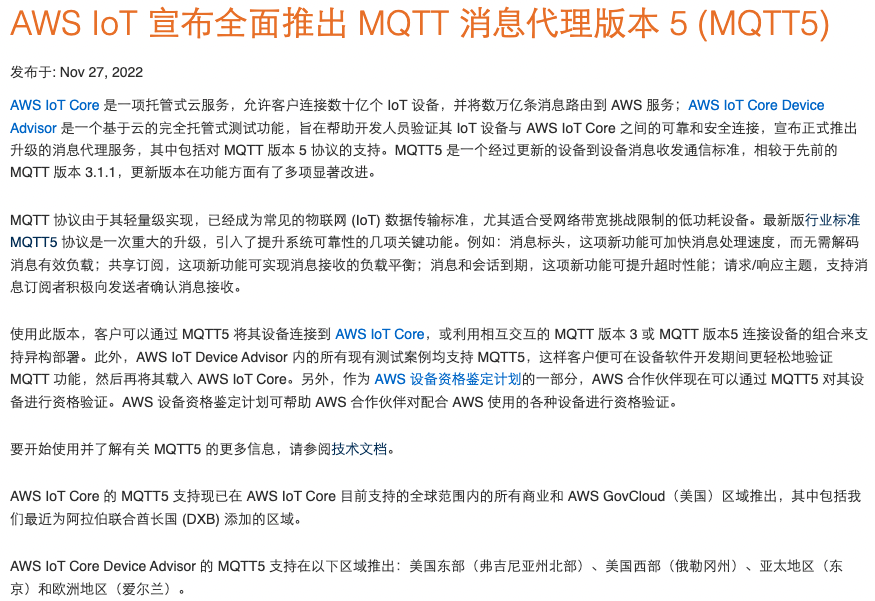 AWS IoT 宣布全面推出 MQTT 消息代理版本 5 (MQTT5)
发布于: Nov 27, 2022
AWS IoT Core 是一项托管式云服务，允许客户连接数十亿个 IoT 设备，并将数万亿条消息路由到 AWS 服务；AWS IoT Core Device
Advisor 是一个基于云的完全托管式测试功能，旨在帮助开发人员验证其 IoT 设备与 AWS IoT Core 之间的可靠和安全连接，宣布正式推出
升级的消息代理服务，其中包括对 MQTT 版本 5 协议的支持。MQTT5 是一个经过更新的设备到设备消息收发通信标准，相较于先前的
MQTT 版本 3.1.1，更新版本在功能方面有了多项显著改进。
MQTT 协议由于其轻量级实现，已经成为常见的物联网 (IoT) 数据传输标准，尤其适合受网络带宽挑战限制的低功耗设备。最新版行业标准
MQTT5 协议是一次重大的升级，引入了提升系统可靠性的几项关键功能。例如：消息标头，这项新功能可加快消息处理速度，而无需解码
消息有效负载；共享订阅，这项新功能可实现消息接收的负载平衡；消息和会话到期，这项新功能可提升超时性能；请求/响应主题，支持消
息订阅者积极向发送者确认消息接收。
使用此版本，客户可以通过 MQTT5 将其设备连接到 AWS IoT Core，或利用相互交互的 MQTT 版本 3 或 MQTT 版本5 连接设备的组合来支
持异构部署。此外，AWS IoT Device Advisor 内的所有现有测试案例均支持 MQTT5，这样客户便可在设备软件开发期间更轻松地验证
MQTT 功能，然后再将其载入 AWS IoT Core。另外，作为 AWS 设备资格鉴定计划的一部分，AWS 合作伙伴现在可以通过 MQTT5 对其设
备进行资格验证。AWS 设备资格鉴定计划可帮助 AWS 合作伙伴对配合 AWS 使用的各种设备进行资格验证。
要开始使用并了解有关 MQTT5 的更多信息，请参阅技术文档。
AWS IoT Core 的 MQTT5 支持现已在 AWS IoT Core 目前支持的全球范围内的所有商业和 AWS GovCloud（美国）区域推出，其中包括我
们最近为阿拉伯联合酋长国 (DXB) 添加的区域。
AWS IoT Core Device Advisor 的 MQTT5 支持在以下区域推出：美国东部（弗吉尼亚州北部）、美国西部（俄勒冈州）、亚太地区（东
京）和欧洲地区（爱尔兰）。